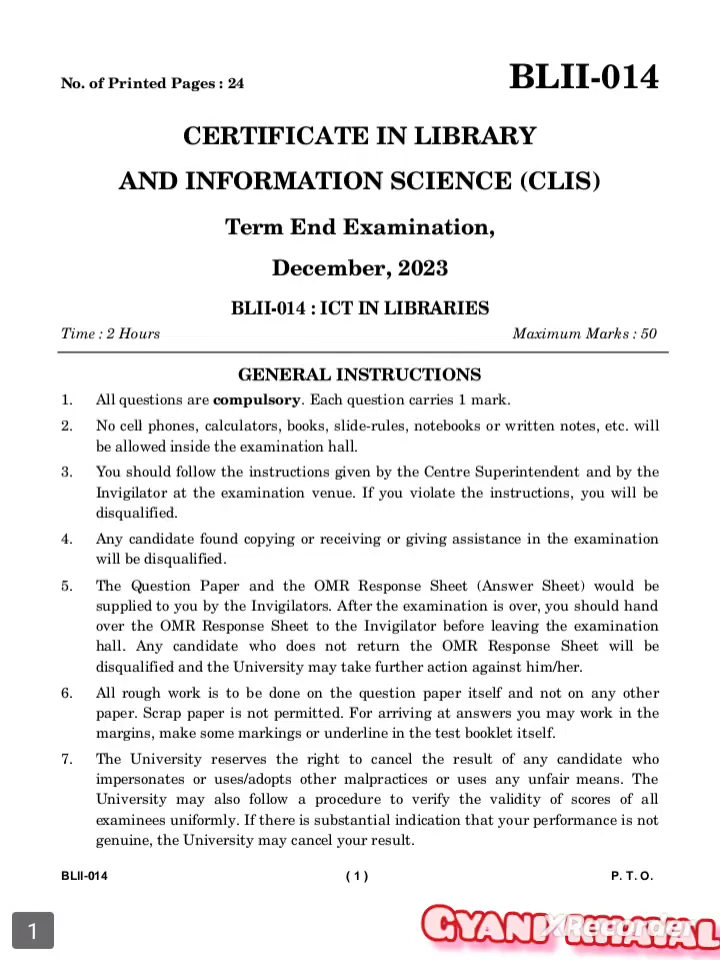 No. of Printed Pages : 24 BLII-014
CERTIFICATE IN LIBRARY
AND INFORMATION SCIENCE (CLIS)
Term End Examination,
December, 2023
BLII-014 : ICT IN LIBRARIES
Time : 2 Hours Maximum Marks : 50
GENERAL INSTRUCTIONS
1. All questions are compulsory. Each question carries 1 mark.
2. No cell phones, calculators, books, slide-rules, notebooks or written notes, etc. will
be allowed inside the examination hall.
3. You should follow the instructions given by the Centre Superintendent and by the
Invigilator at the examination venue. If you violate the instructions, you will be
disqualified.
4. Any candidate found copying or receiving or giving assistance in the examination
will be disqualified.
5. The Question Paper and the OMR Response Sheet (Answer Sheet) would be
supplied to you by the Invigilators. After the examination is over, you should hand
over the OMR Response Sheet to the Invigilator before leaving the examination
hall. Any candidate who does not return the OMR Response Sheet will be
disqualified and the University may take further action against him/her.
6. All rough work is to be done on the question paper itself and not on any other
paper. Scrap paper is not permitted. For arriving at answers you may work in the
margins, make some markings or underline in the test booklet itself.
7. The University reserves the right to cancel the result of any candidate who
impersonates or uses/adopts other malpractices or uses any unfair means. The
University may also follow a procedure to verify the validity of scores of all
examinees uniformly. If there is substantial indication that your performance is not
genuine, the University may cancel your result.
BLII-014 ( 1 ) P. T. O.
1
XRecorder